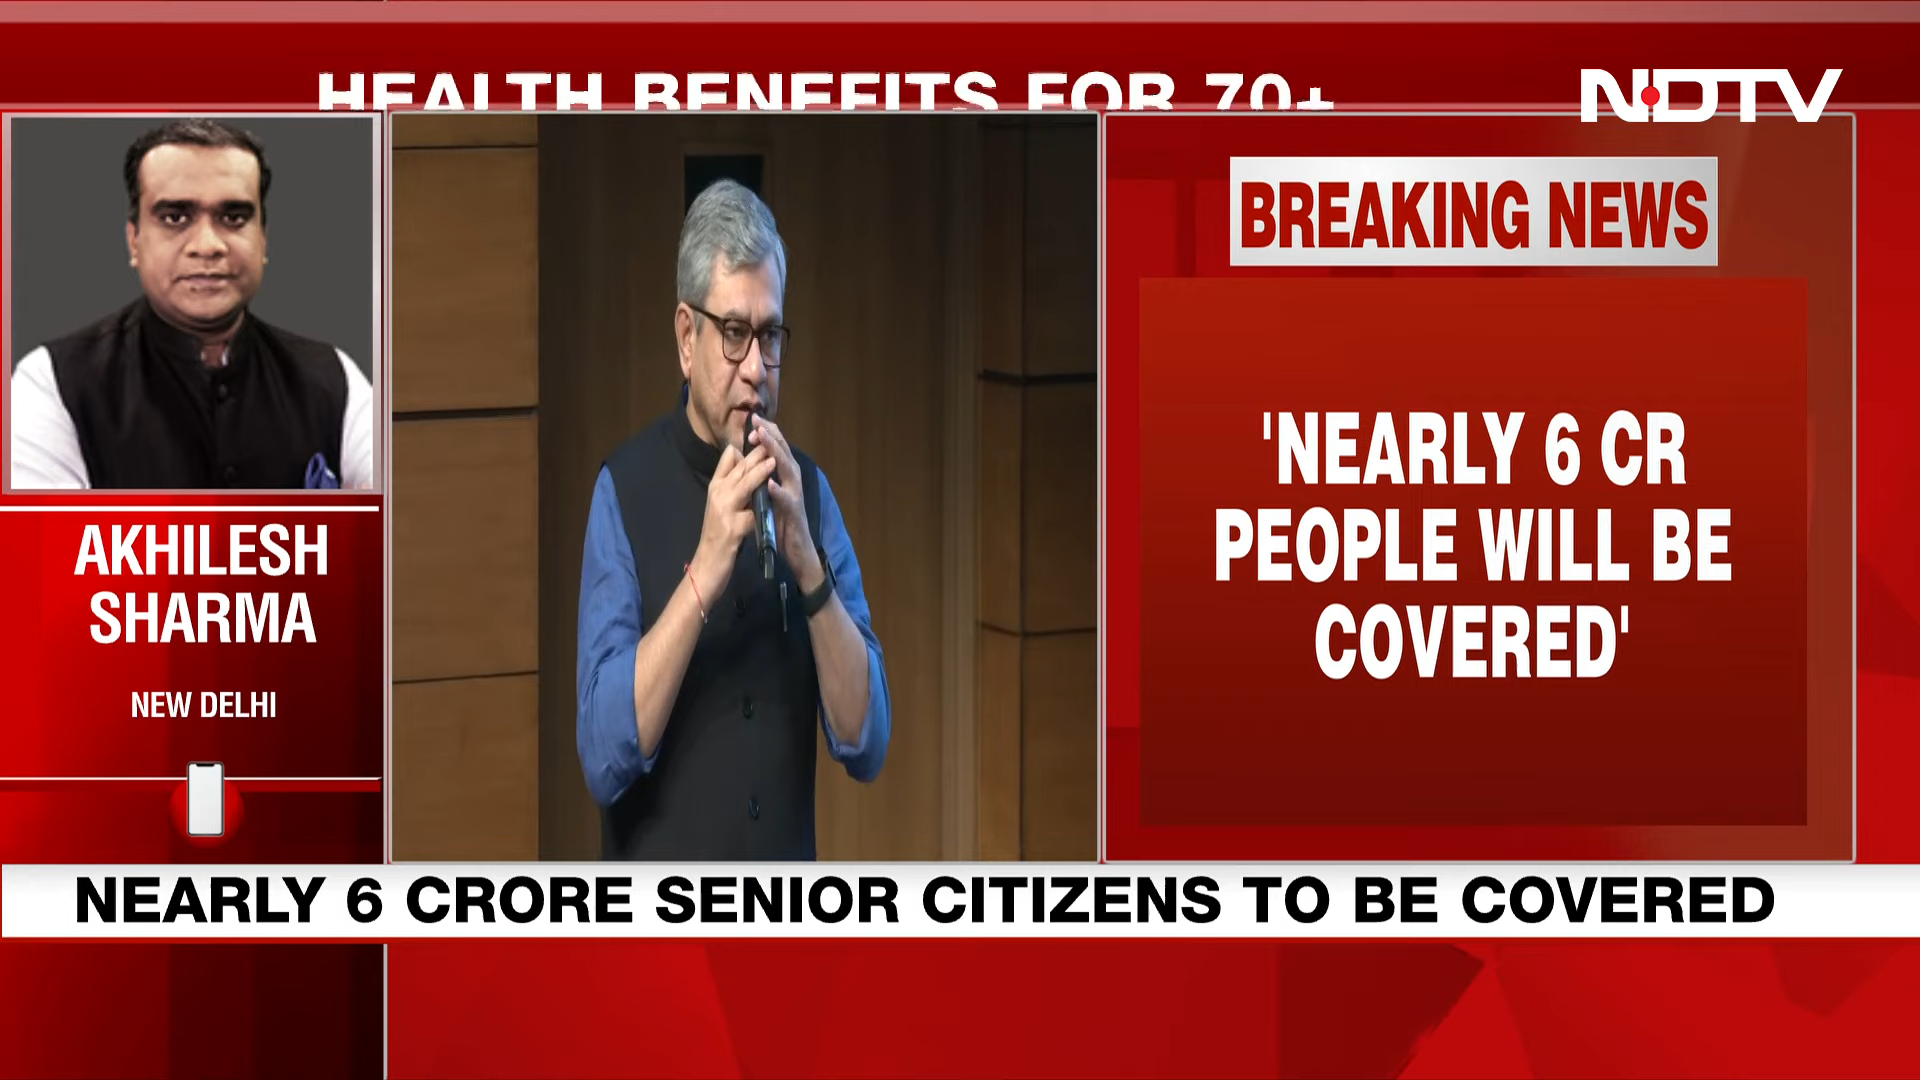 HEALTH BENEFITS FOR 70+
NDTV
BREAKING NEWS
'NEARLY 6 CR
PEOPLE WILL BE
COVERED'
AKHILESH
SHARMA
NEW DELHI
NEARLY 6 CRORE SENIOR CITIZENS TO BE COVERED